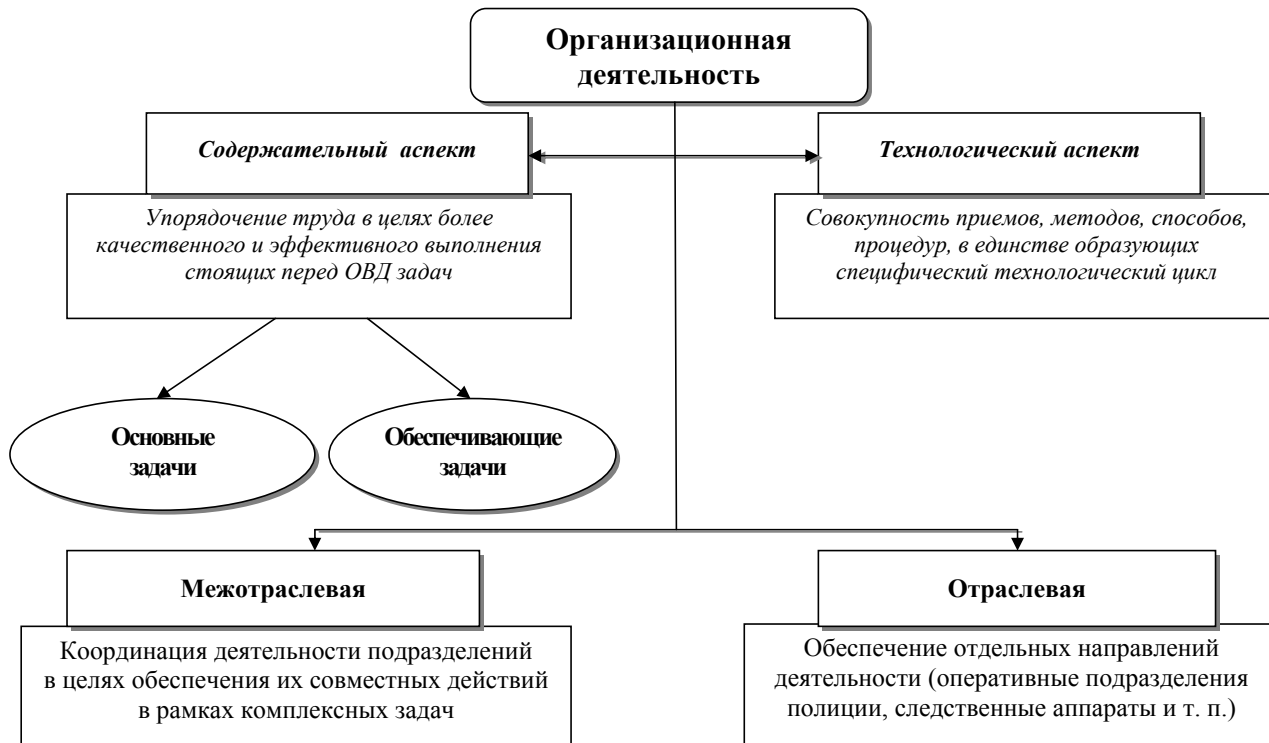 Организационная
деятельность
Содержательный аспект
Технологический аспект
Упорядочение труда в целях более
качественного и эффективного выполнения
стоящих перед ОВД задач
Совокупность приемов, методов, способов,
процедур, в единстве образующих
специфический технологический цикл
Основные
задачи
Обеспечивающие
задачи
Межотраслевая
Отраслевая
Координация деятельности подразделений
в целях обеспечения их совместных действий
в рамках комплексных задач
Обеспечение отдельных направлений
деятельности (оперативные подразделения
полиции, следственные аппараты и т. п.)